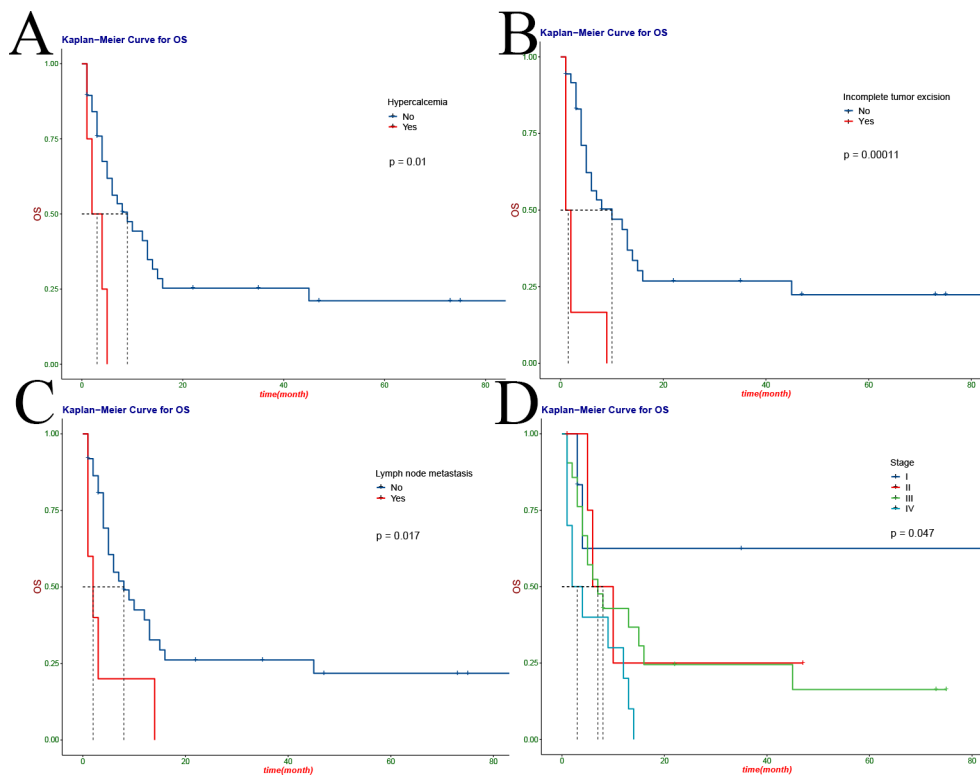 A
Kaplan−Meier Curve for OS
1.00
0.75
0.50
0.25
0.00
OS
Hypercalcemia
No
Yes
p = 0.01
0
20
40
60
80
time(month)
B
Kaplan−Meier Curve for OS
1.00
0.75
0.50
0.25
0.00
OS
Incomplete tumor excision
No
Yes
p = 0.00011
0
20
40
60
80
time(month)
C
Kaplan−Meier Curve for OS
1.00
0.75
0.50
0.25
0.00
OS
Lymph node metastasis
No
Yes
p = 0.017
0
20
40
60
80
time(month)
D
Kaplan−Meier Curve for OS
1.00
0.75
0.50
0.25
0.00
OS
Stage
I
II
III
IV
p = 0.047
0
20
40
60
80
time(month)